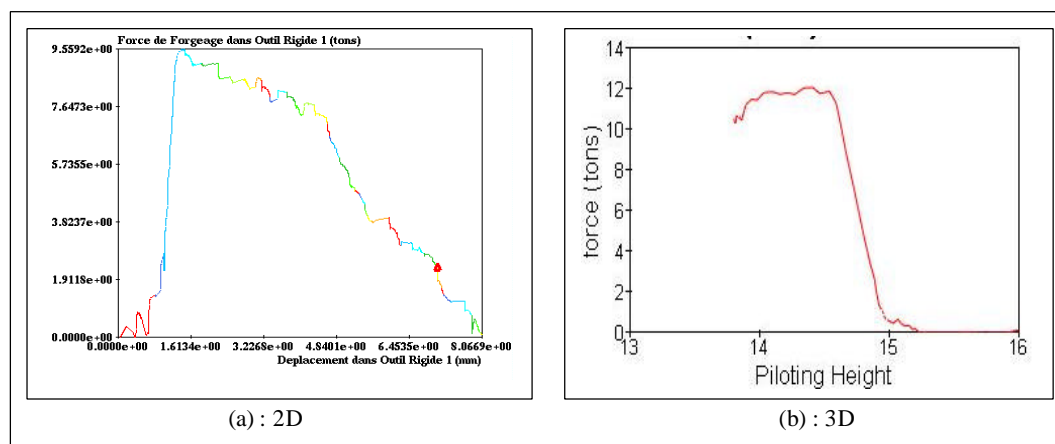 Force de Forgeage dans Outil Rigide 1 (tons)
9.5592e+00
7.6473e+00
5.7355e+00
3.8237e+00
1.9118e+00
0.0000e+00
0.0000e+00 1.6134e+00 3.2268e+00 4.8401e+00 6.4535e+00 8.0669e+00
Deplacement dans Outil Rigide 1 (mm)
(a) : 2D
14
12
10
8
6
4
2
0
force (tons)
13 14 15 16
Piloting Height
(b) : 3D